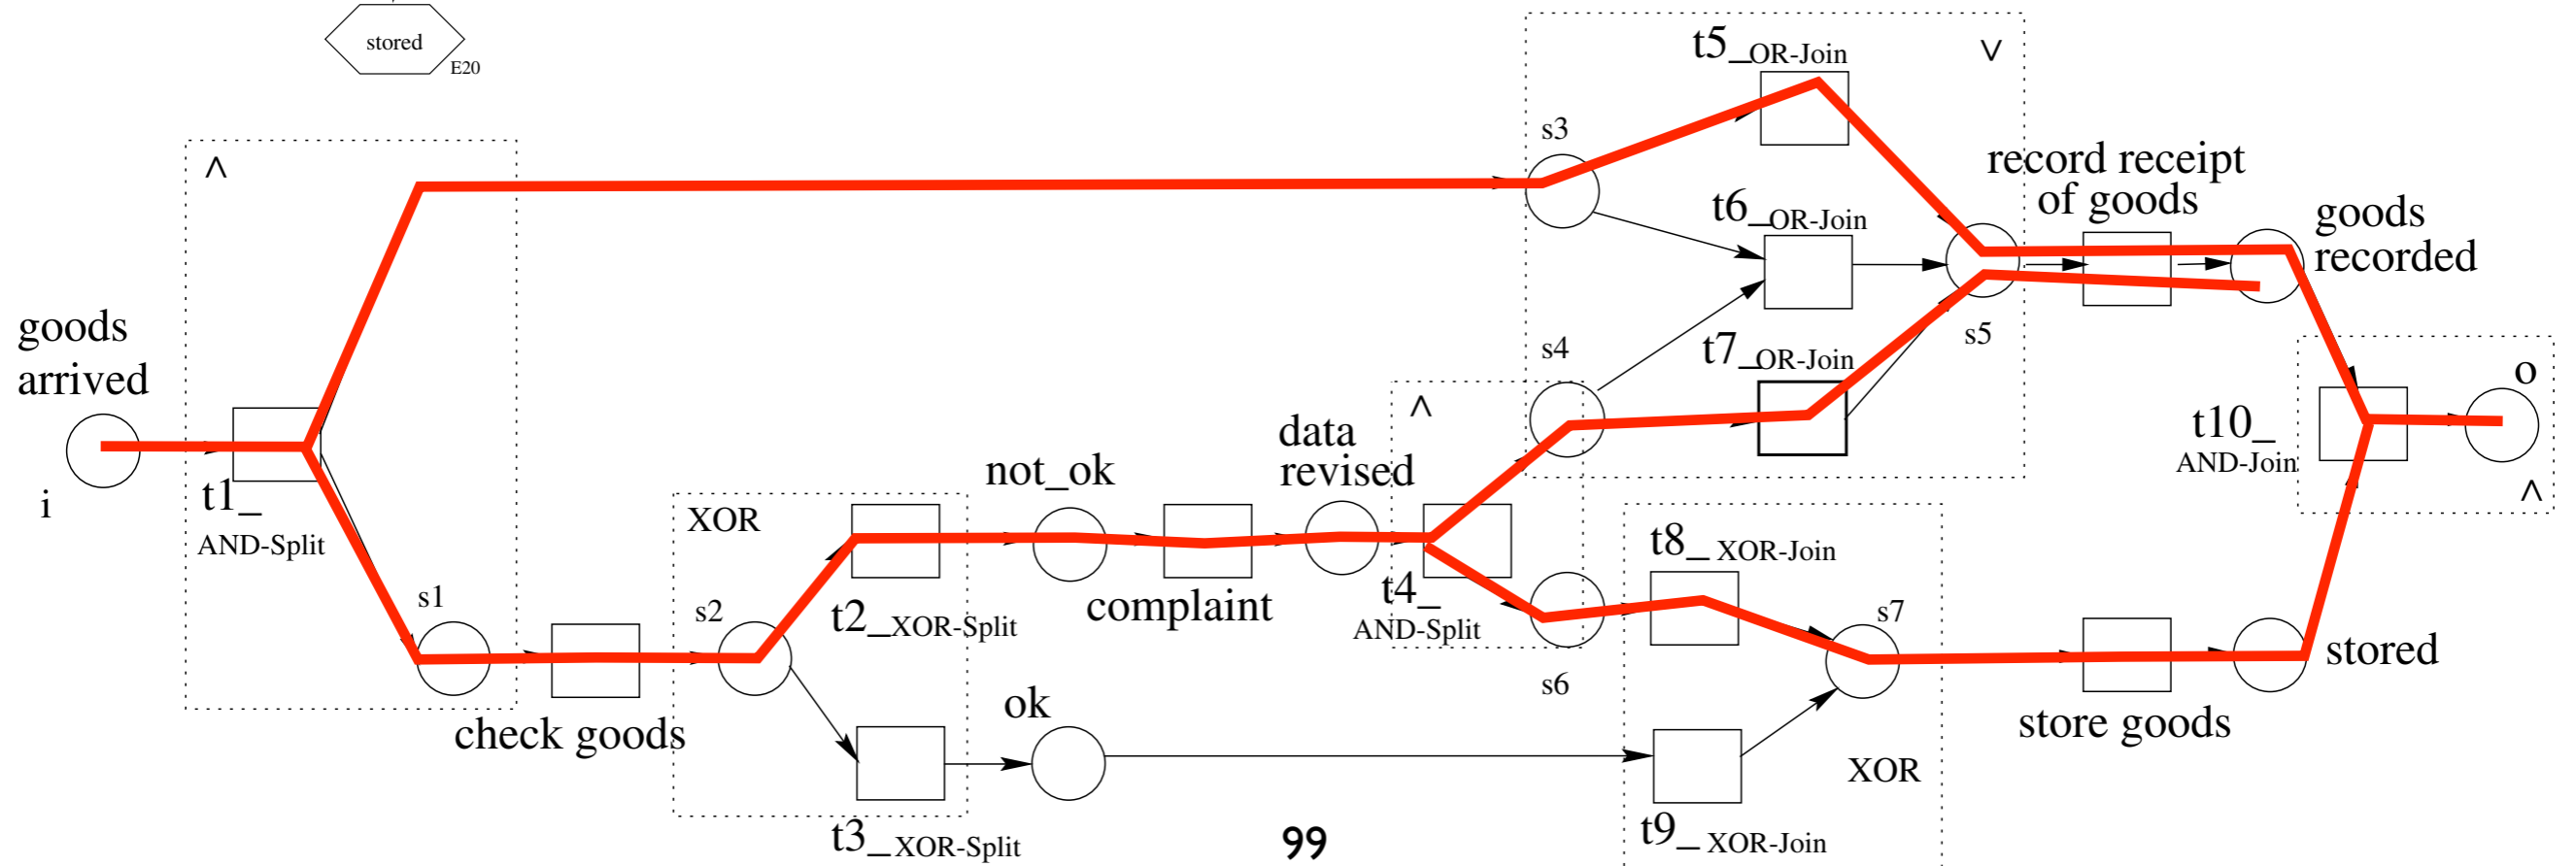 stored
E20
^
goods
arrived
i
t1_
AND-Split
s1
check goods
XOR
s2
t2_XOR-Split
t3_XOR-Split
not_ok
complaint
ok
data
revised
^
t4_
AND-Split
s3
s4
s6
t5_OR-Join
v
t6_OR-Join
t7_OR-Join
s5
t8_ XOR-Join
s7
XOR
t9_ XOR-Join
record receipt
of goods
goods
recorded
store goods
stored
t10_
AND-Join
o
^
99